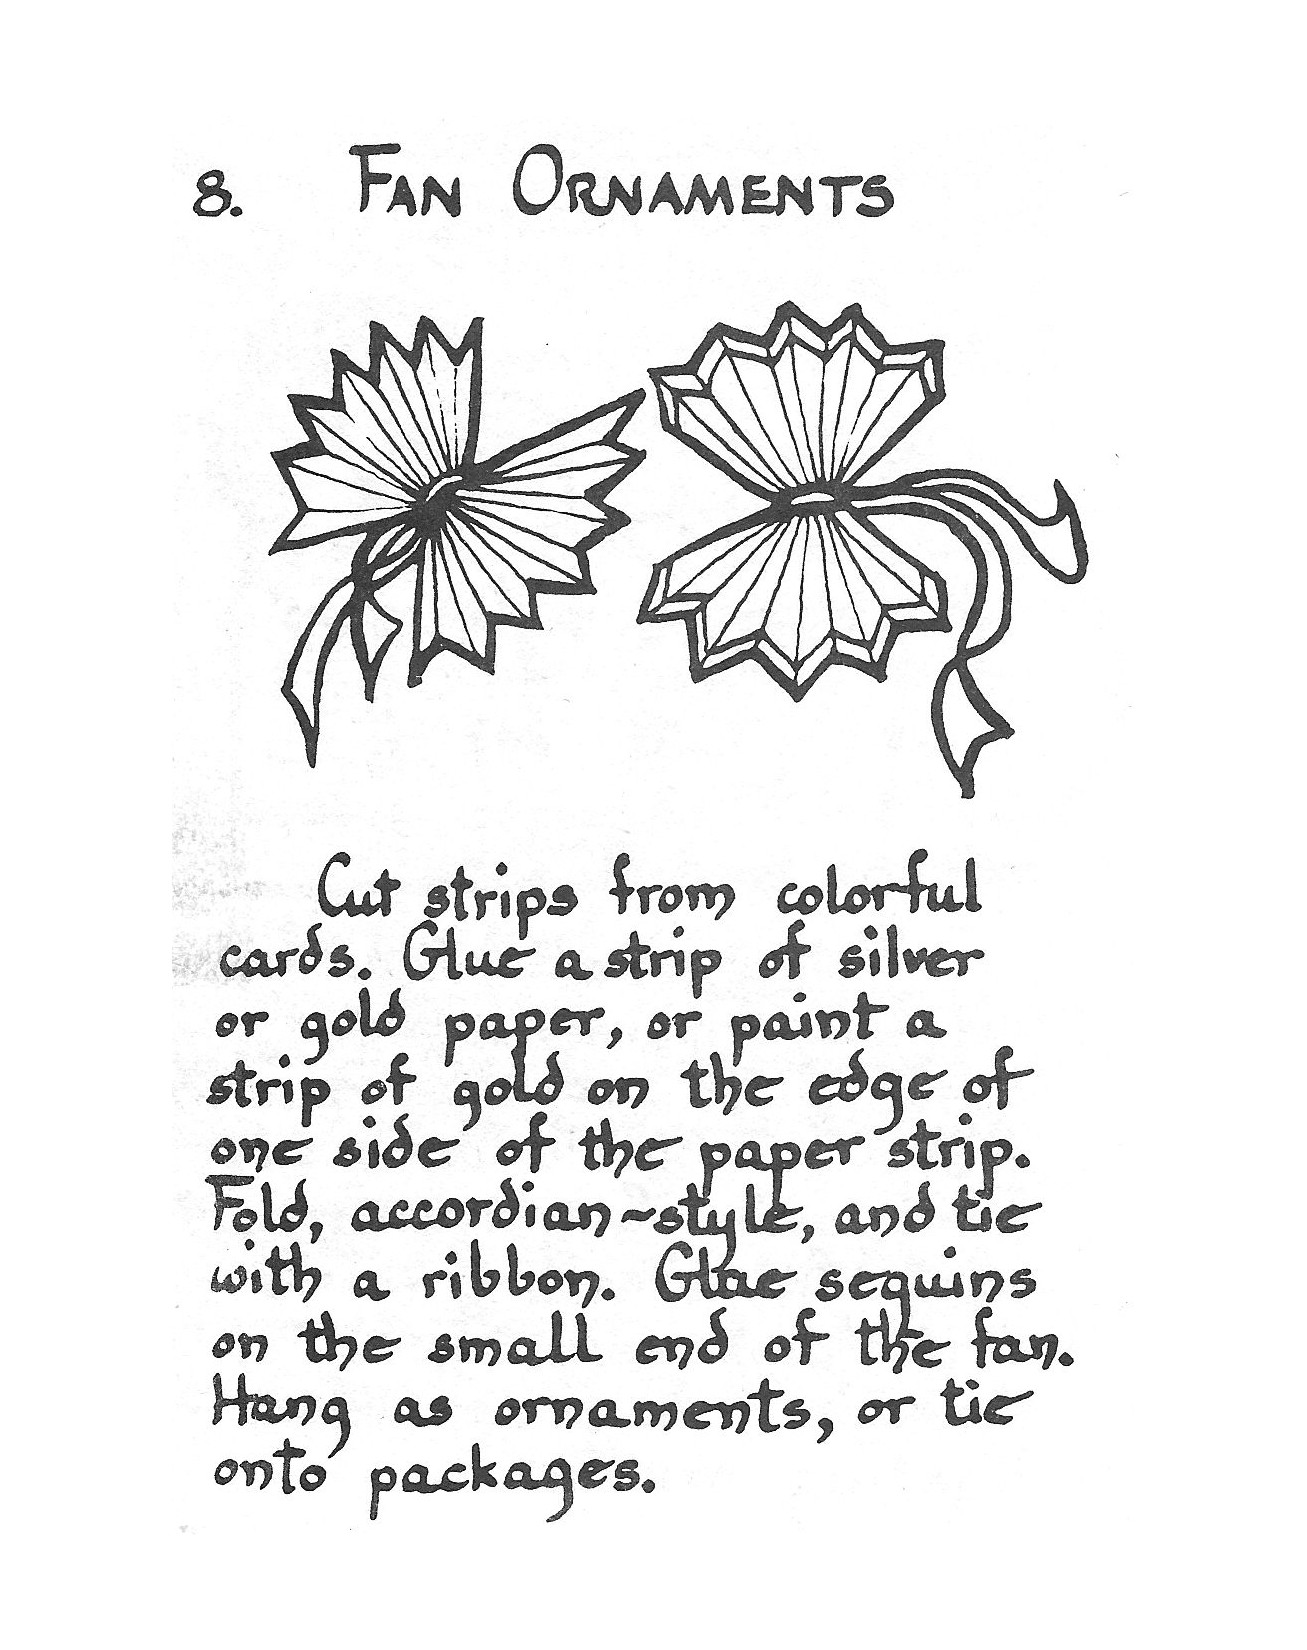 8. FAN ORNAMENTS
Cut strips from colorful
cards. Glue a strip of silver
or gold paper, or paint a
strip of gold on the edge of
one side of the paper strip.
Fold, accordian-style, and tie
with a ribbon. Glue sequins
on the small end of the fan.
Hang as ornaments, or tie
onto packages.